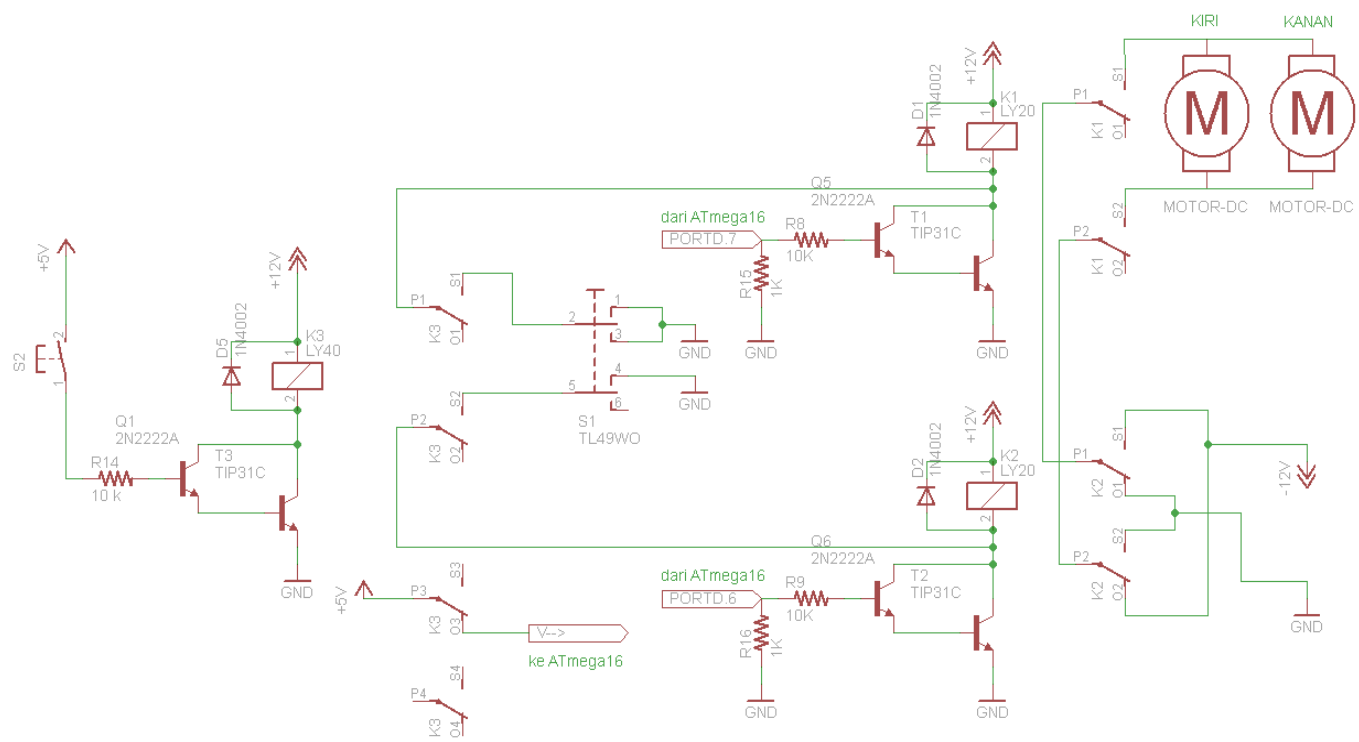 KIRI
KANAN
+12V
K1
LY20
1
2
D1
1N4002
P1
S1
O1
K1
M
M
MOTOR-DC
MOTOR-DC
S2
P2
O2
K1
Q5
2N2222A
T1
TIP31C
dari ATmega16
PORTD.7
R8
10K
R15
1K
GND
GND
+5V
S2
2
1
+12V
K3
LY40
1
2
D5
1N4002
Q1
2N2222A
T3
TIP31C
R14
10 k
GND
P1
S1
O1
K3
P2
S2
O2
K3
1
2
3
4
5
6
S1
TL49WO
GND
GND
+12V
K2
LY20
1
2
D2
1N4002
Q6
2N2222A
T2
TIP31C
dari ATmega16
PORTD.6
R9
10K
R16
1K
GND
GND
+5V
P3
S3
O3
K3
V-->
ke ATmega16
P4
S4
O4
K3
S1
P1
O1
K2
S2
P2
O2
K2
-12V
GND